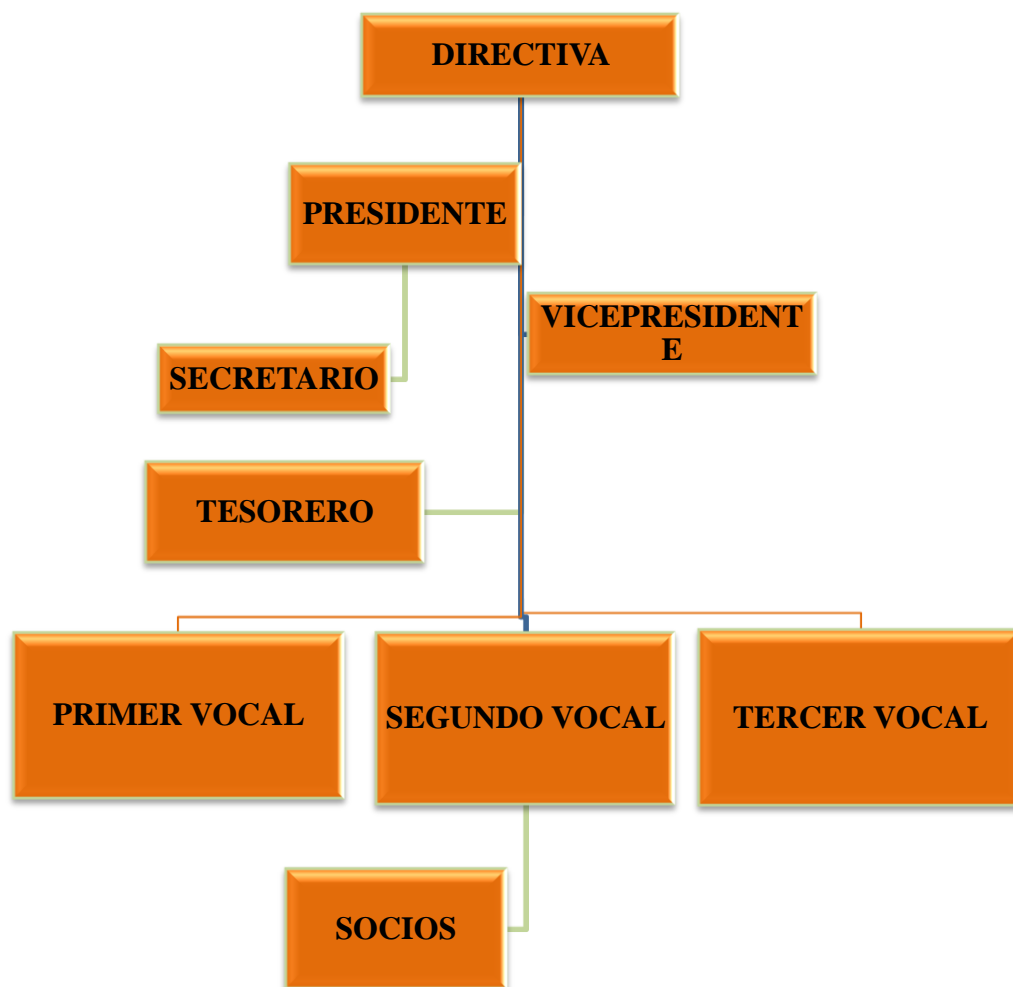 DIRECTIVA
PRESIDENTE
VICEPRESIDENT
E
SECRETARIO
TESORERO
PRIMER VOCAL
SEGUNDO VOCAL
TERCER VOCAL
SOCIOS